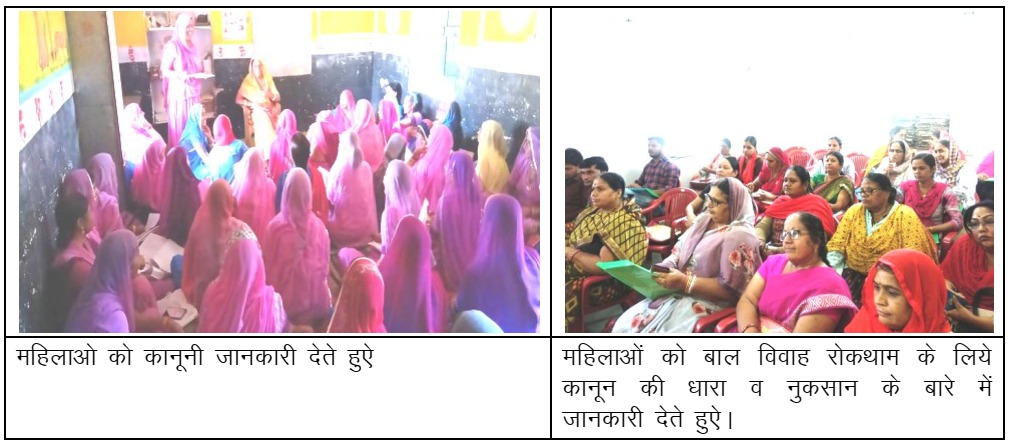 महिलाओ को कानूनी जानकारी देते हुऐ
महिलाओं को बाल विवाह रोकथाम के लिये
कानून की धारा व नुकसान के बारे में
जानकारी देते हुऐ।